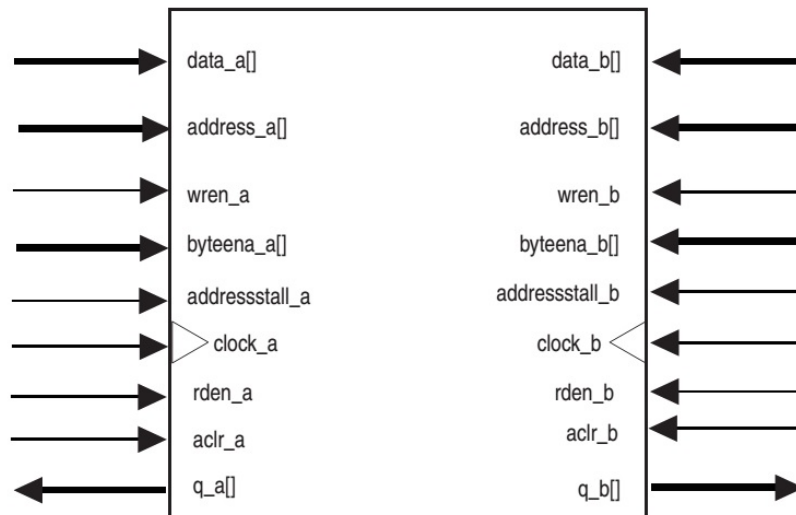 data_a[] data_b[]
address_a[] address_b[]
wren_a wren_b
byteena_a[] byteena_b[]
addressstall_a addressstall_b
clock_a clock_b
rden_a rden_b
aclr_a aclr_b
q_a[] q_b[]